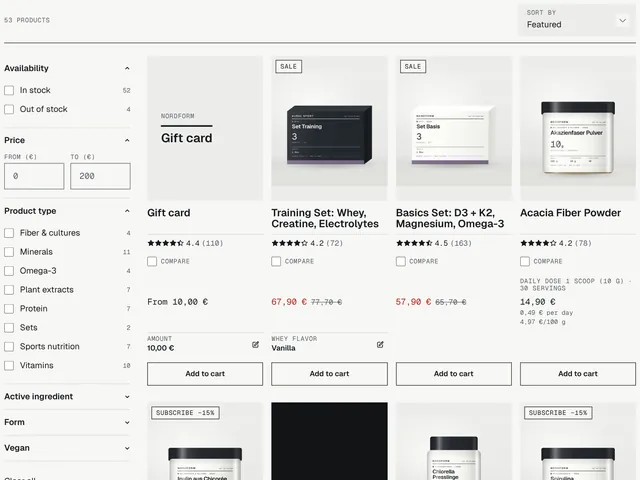 53 PRODUCTS
SORT BY
Featured
Availability
In stock 52
Out of stock 4
Price
FROM (€) TO (€)
0 200
Product type
Fiber & cultures 4
Minerals 11
Omega-3 4
Plant extracts 7
Protein 7
Sets 2
Sports nutrition 7
Vitamins 10
Active ingredient
Form
Vegan
NORDFORM
Gift card
Gift card
4.4 (110)
COMPARE
From 10,00 €
AMOUNT
10,00 €
Add to cart
SALE
Set Training
3
Training Set: Whey,
Creatine, Electrolytes
4.2 (72)
COMPARE
67,90 € 77,70 €
WHEY FLAVOR
Vanilla
Add to cart
SALE
Set Basis
3
Basics Set: D3 + K2,
Magnesium, Omega-3
4.5 (163)
COMPARE
57,90 € 65,70 €
Add to cart
Akazienfaser Pulver
Acacia Fiber Powder
4.2 (78)
COMPARE
DAILY DOSE 1 SCOOP (10 G) ·
30 SERVINGS
14,90 €
0,49 € per day
4,97 €/100 g
Add to cart
SUBSCRIBE −15%
Inulin aus Chicorée
Chlorella
Presslinge
SUBSCRIBE −15%
Spirulina